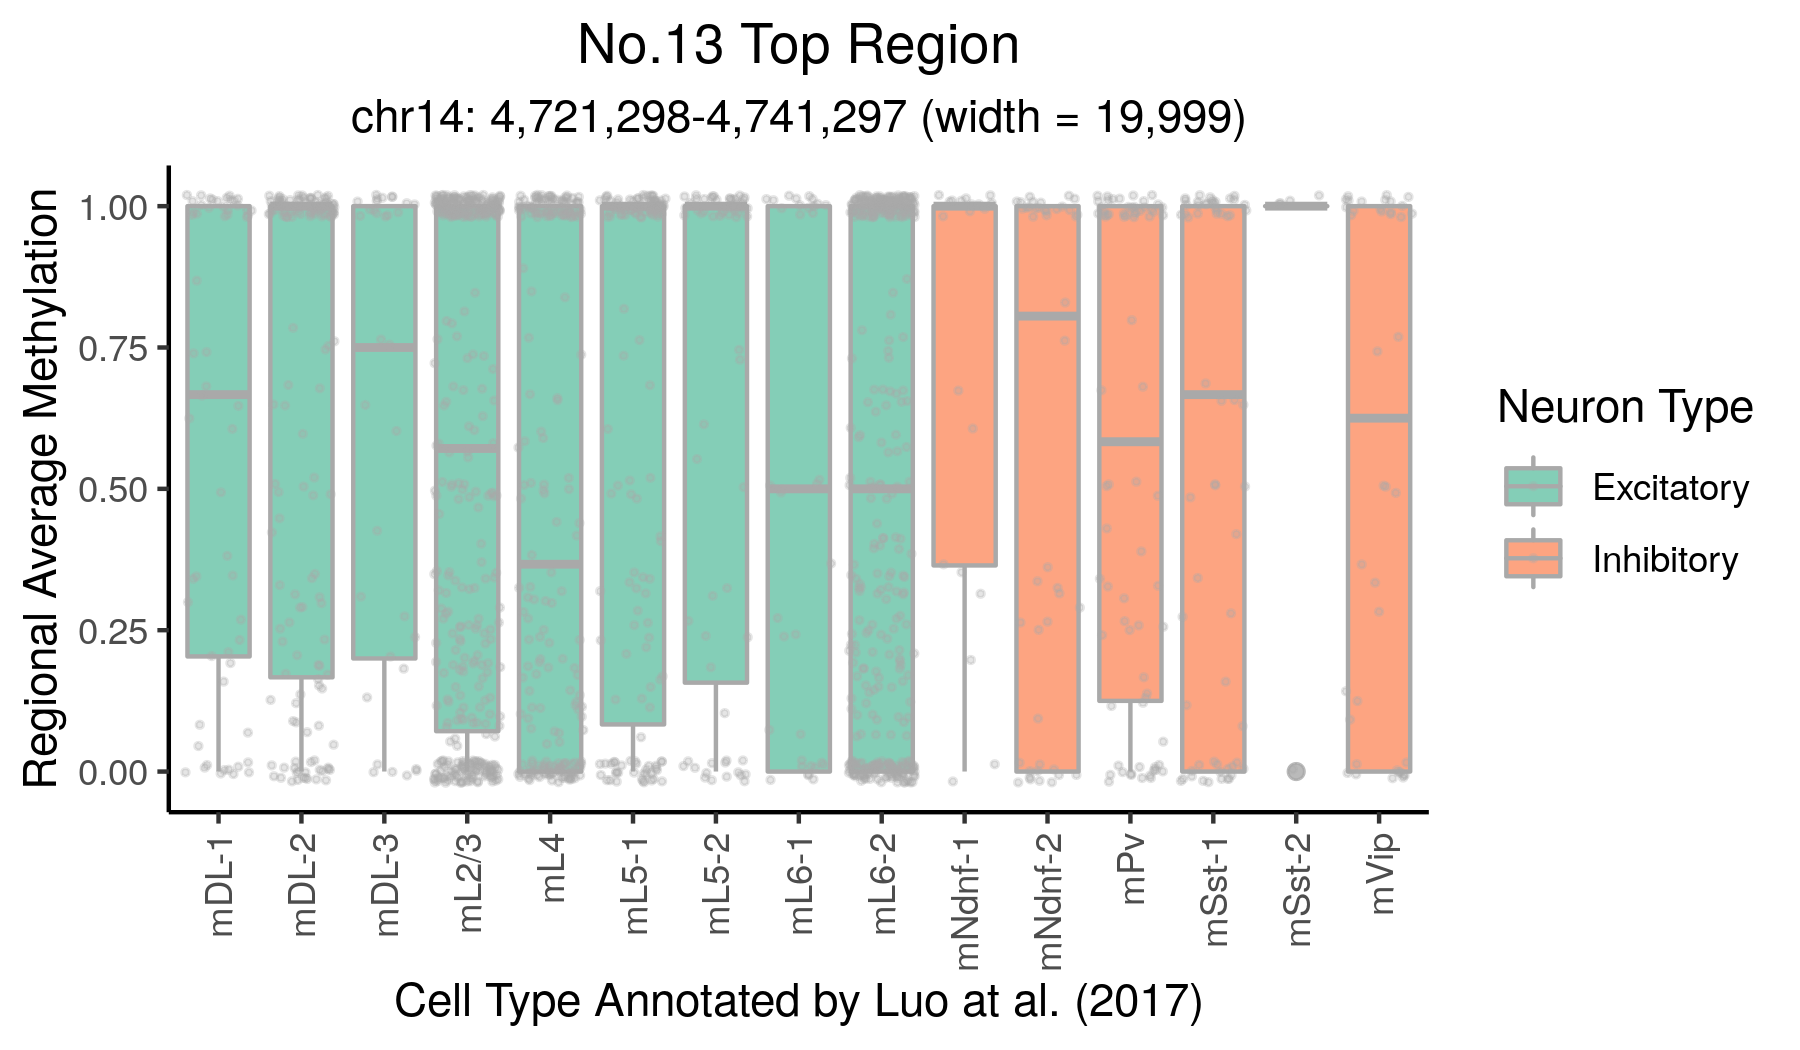 No.13 Top Region
chr14: 4,721,298-4,741,297 (width = 19,999)
Regional Average Methylation
1.00
0.75
0.50
0.25
0.00
mDL-1
mDL-2
mDL-3
mL2/3
mL4
mL5-1
mL5-2
mL6-1
mL6-2
mNdnf-1
mNdnf-2
mPv
mSst-1
mSst-2
mVip
Cell Type Annotated by Luo at al. (2017)
Neuron Type
Excitatory
Inhibitory